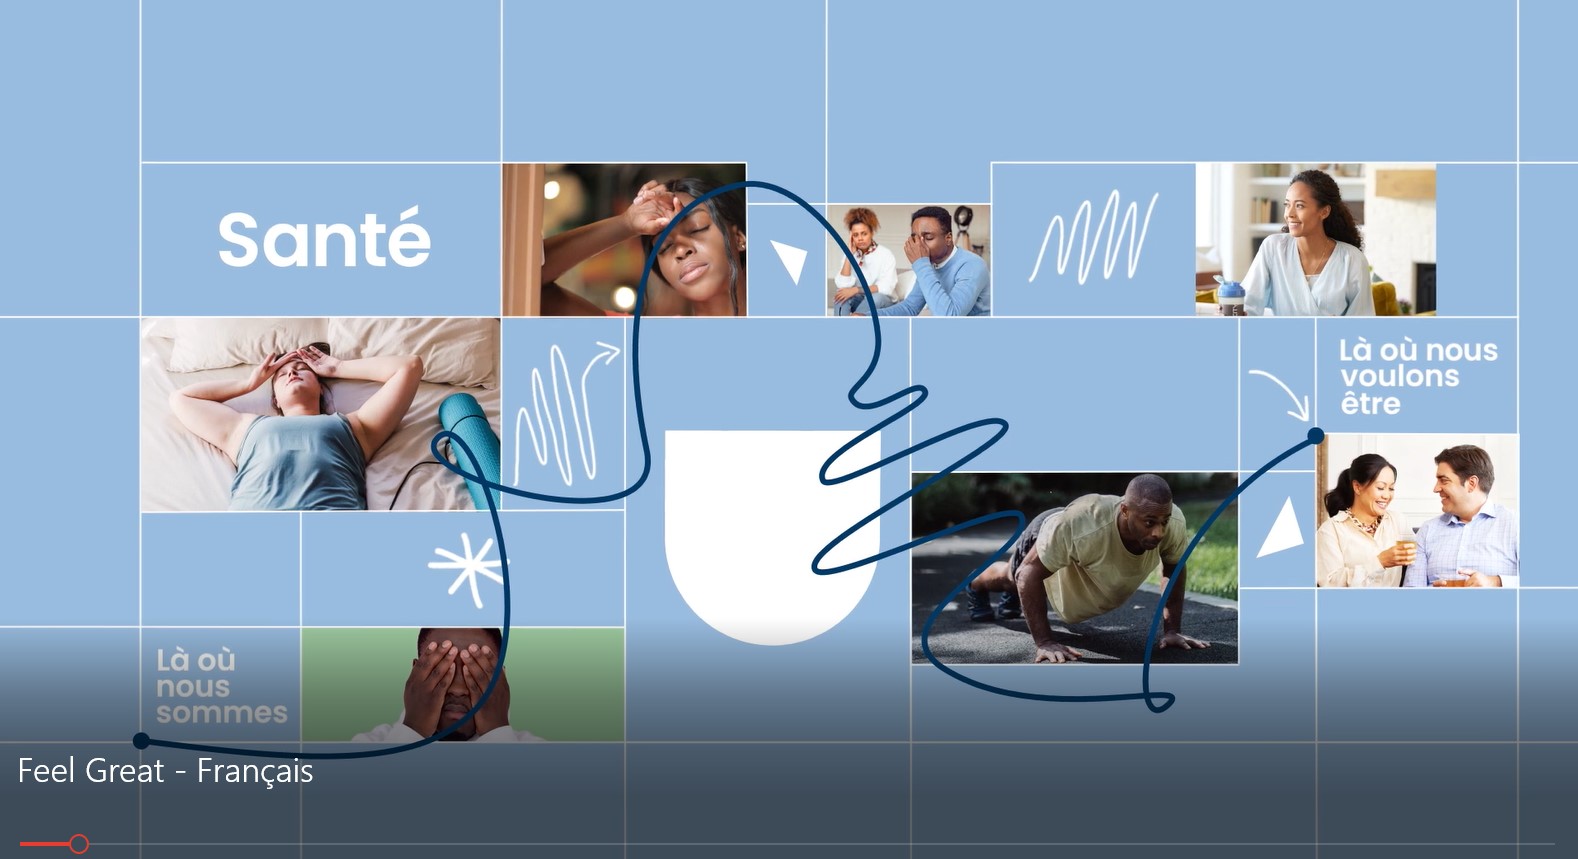 Santé
Là où nous
voulons
être
Là où
nous
sommes
Feel Great - Français